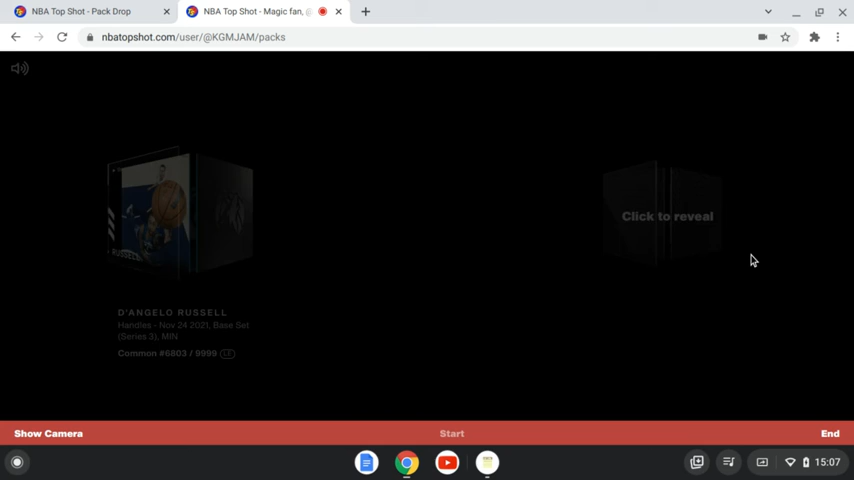 NBA Top Shot - Pack Drop
NBA Top Shot - Magic fan, @
nbatopshot.com/user/@KGMJAM/packs
Click to reveal
RUSSELL
D'ANGELO RUSSELL
Handles - Nov 24 2021, Base Set
(Series 3), MIN
Common #6803 / 9999 LE
Show Camera
Start
End
15:07